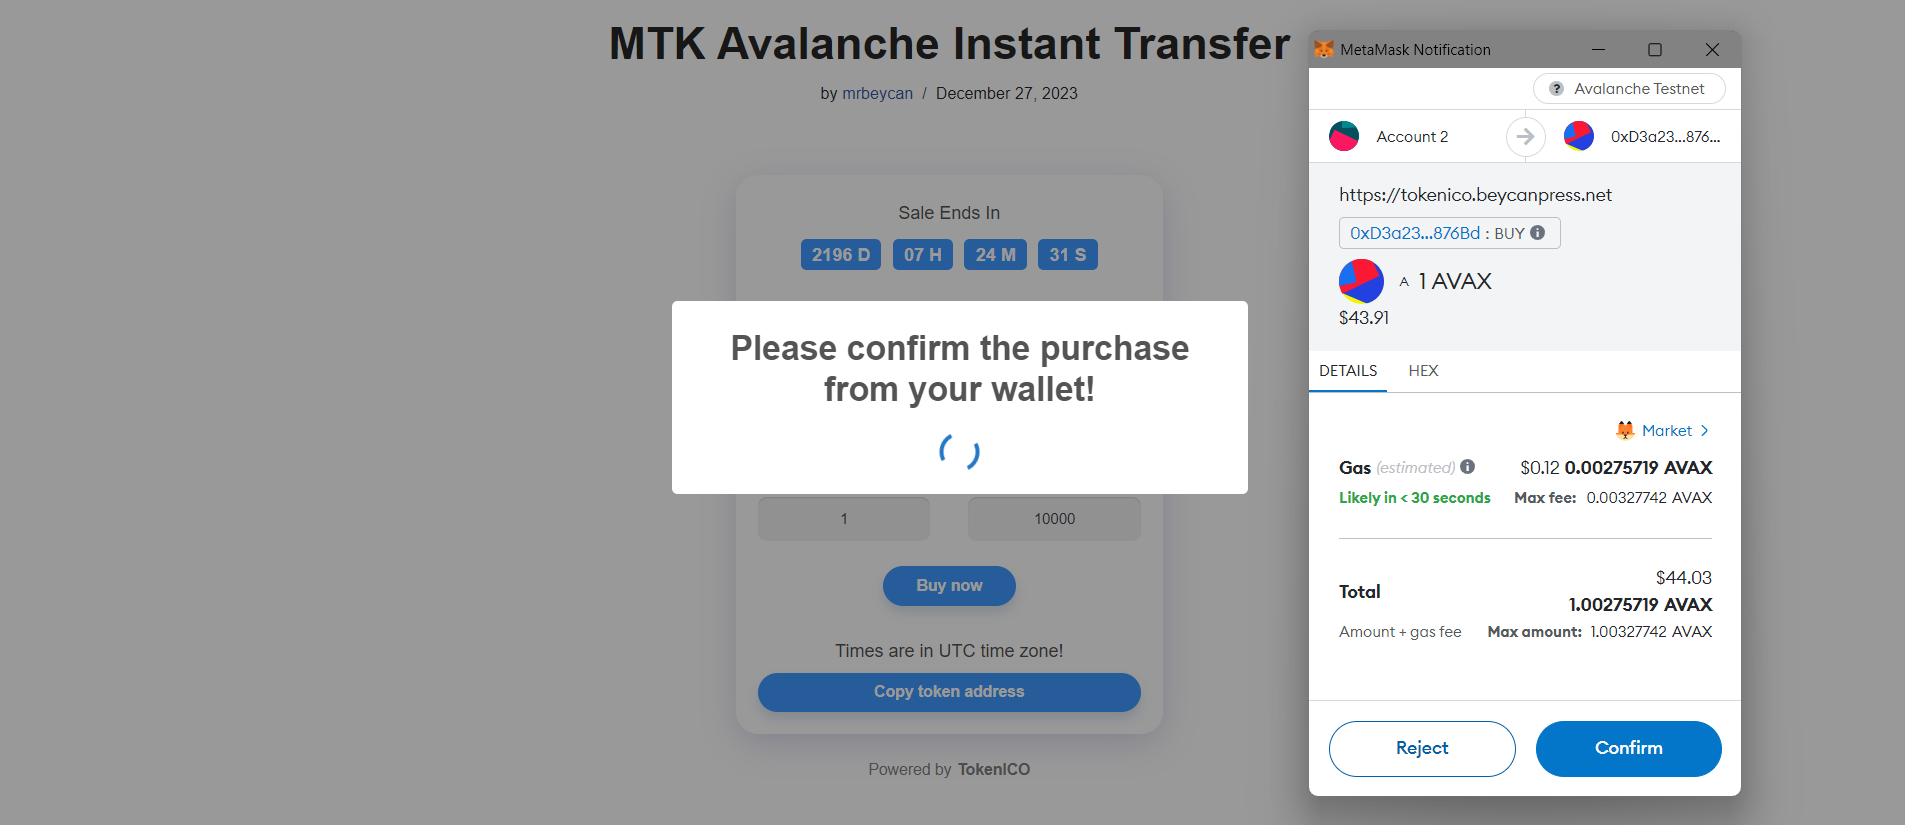 MTK Avalanche Instant Transfer
by mrbeycan / December 27, 2023
Sale Ends In
2196 D 07 H 24 M 31 S
Please confirm the purchase
from your wallet!
1 10000
Buy now
Times are in UTC time zone!
Copy token address
Powered by TokenICO
MetaMask Notification
? Avalanche Testnet
Account 2 0xD3a23...876...
https://tokenico.beycanpress.net
0xD3a23...876Bd : BUY
A 1 AVAX
$43.91
DETAILS HEX
Market >
Gas (estimated) $0.12 0.00275719 AVAX
Likely in < 30 seconds Max fee: 0.00327742 AVAX
$44.03
Total
1.00275719 AVAX
Amount + gas fee Max amount: 1.00327742 AVAX
Reject Confirm